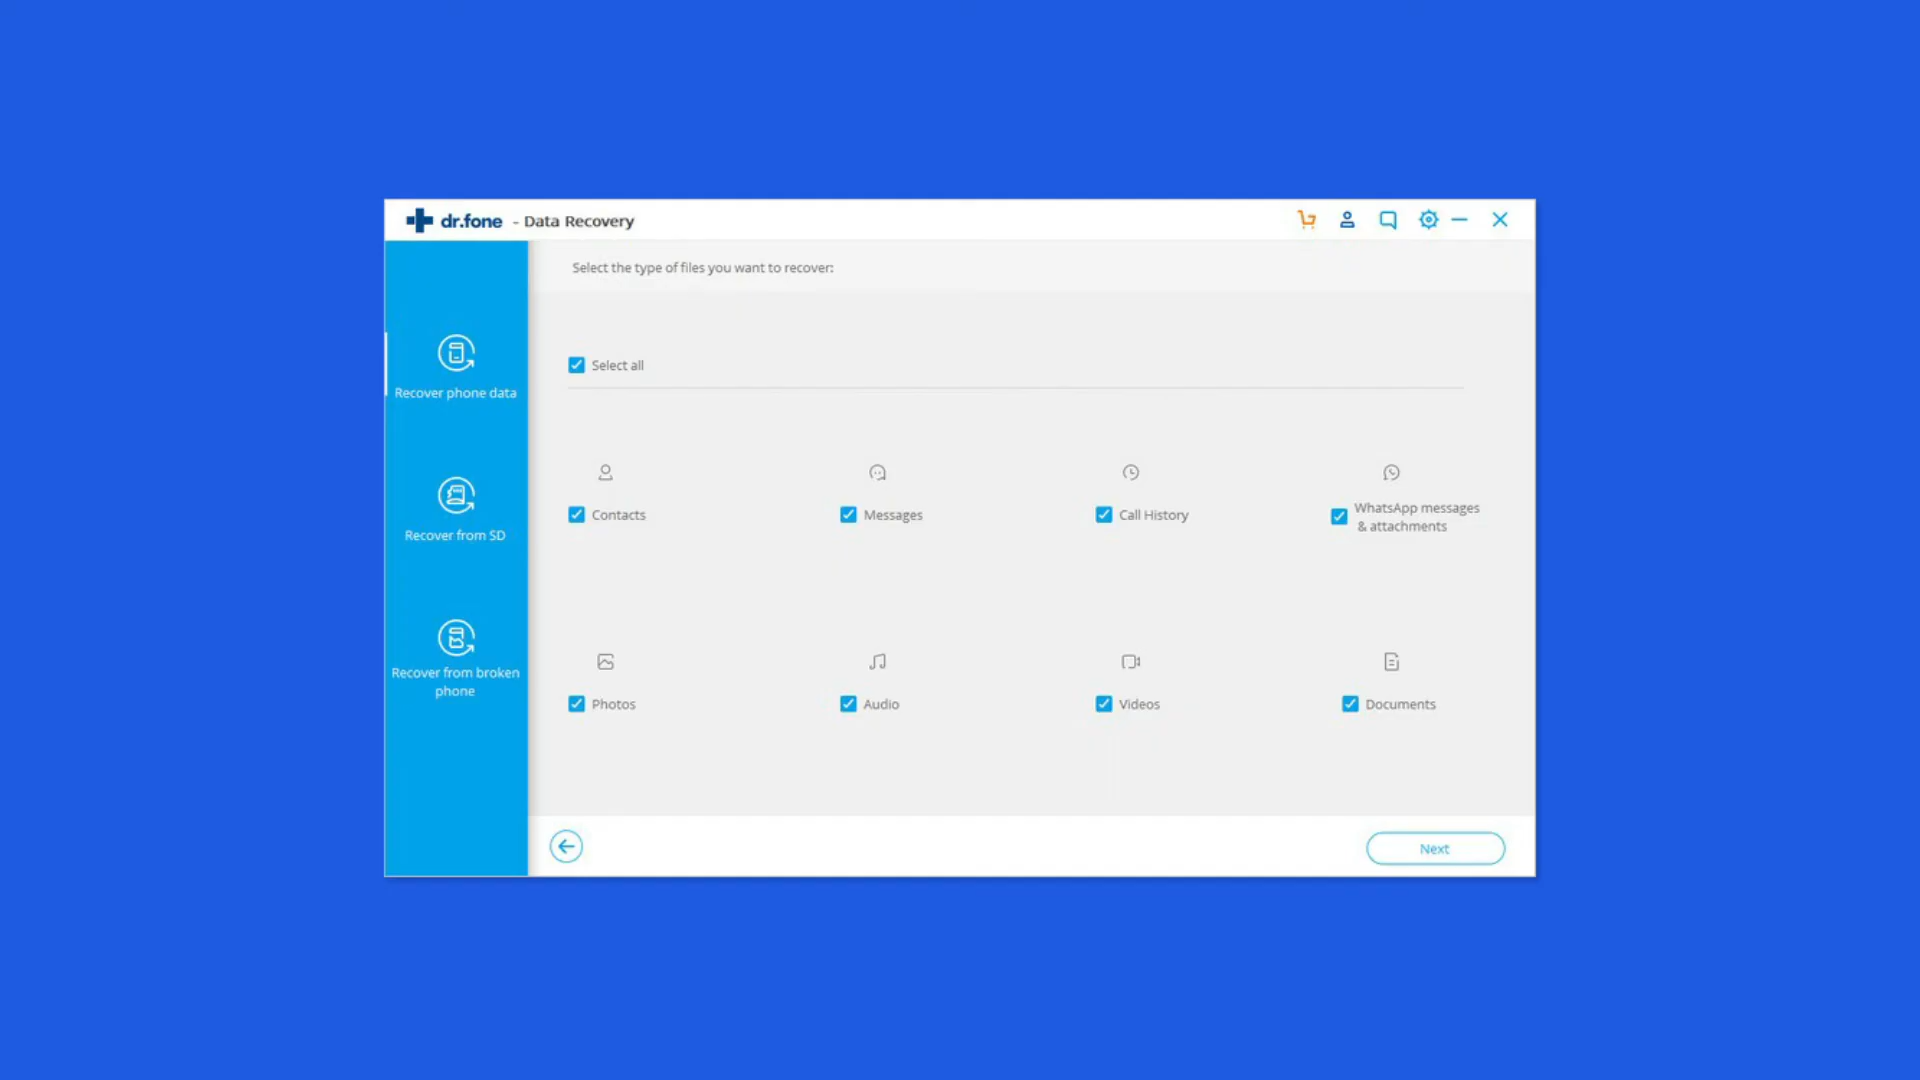 dr.fone - Data Recovery
Select the type of files you want to recover:
Select all
Recover phone data
Contacts
Messages
Call History
WhatsApp messages
& attachments
Recover from SD
Recover from broken
phone
Photos
Audio
Videos
Documents
Next